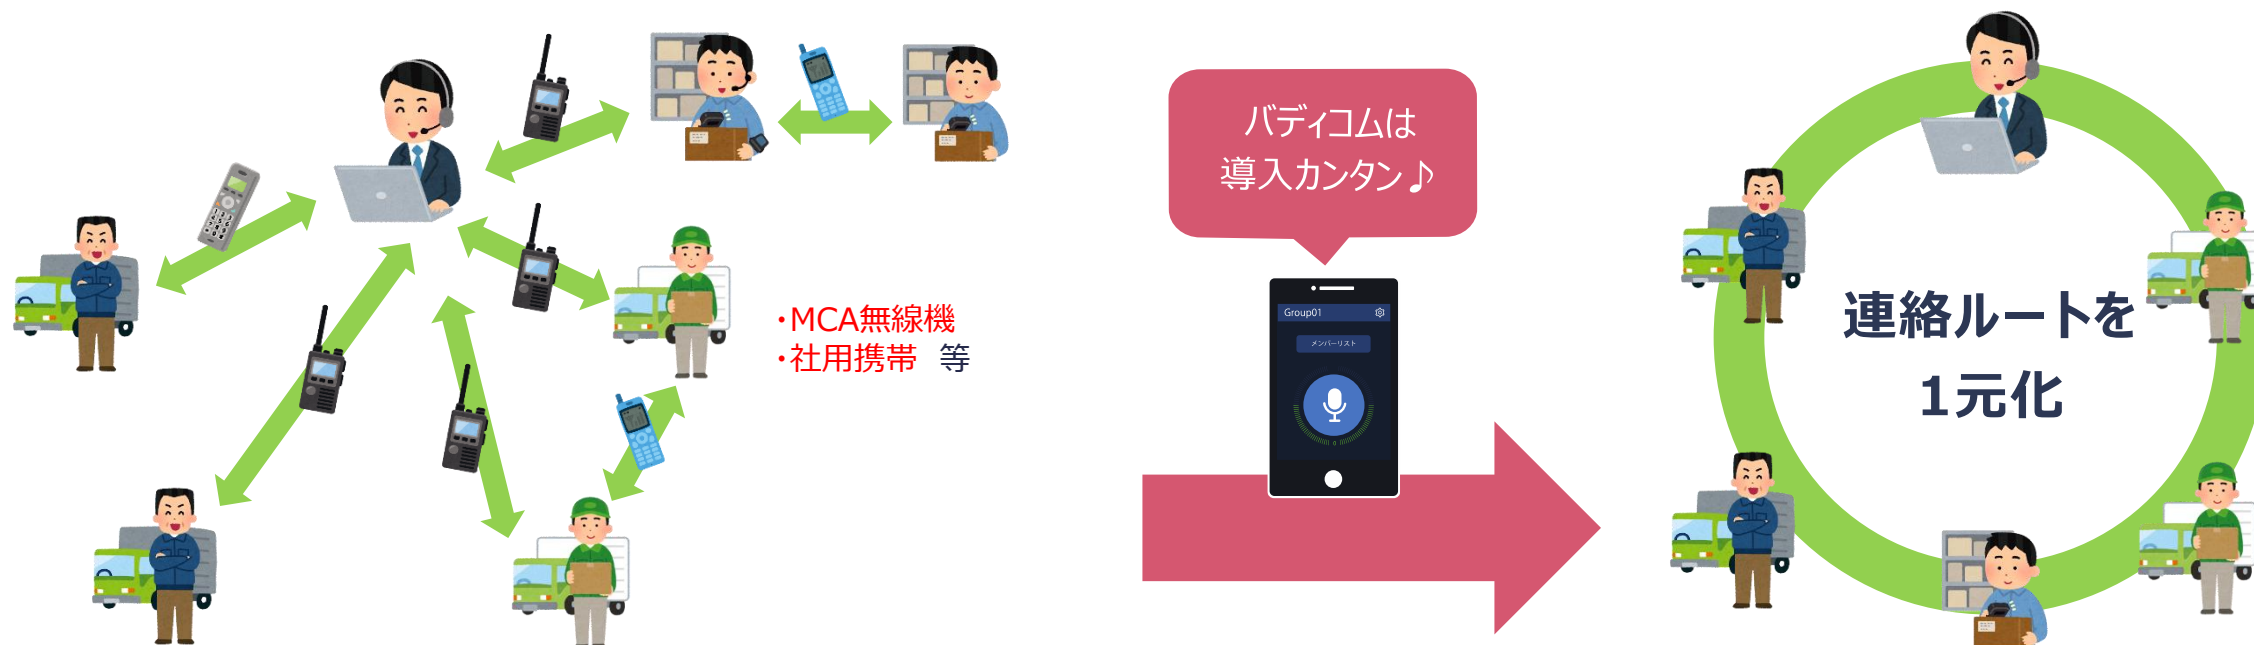 ・MCA無線機
・社用携帯 等
バディコムは
導入カンタン♪
Group01
メンバーリスト
連絡ルートを
1元化